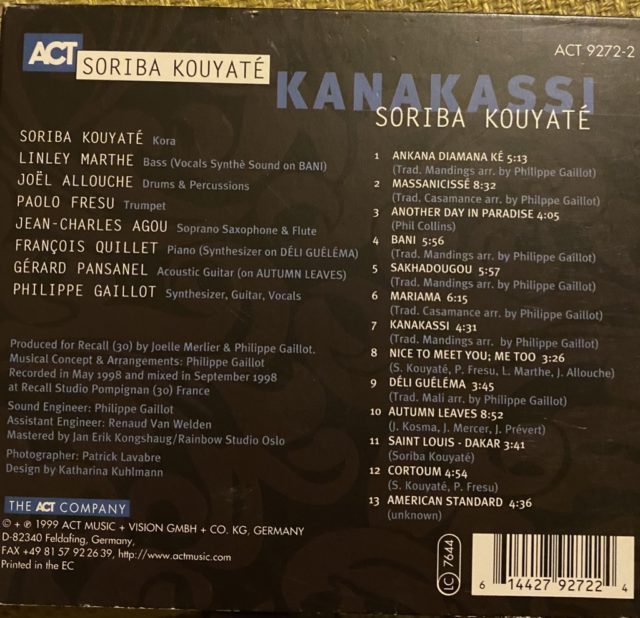 ACT
SORIBA KOUYATÉ
ACT 9272-2
KANAKASSI
SORIBA KOUYATÉ
SORIBA KOUYATÉ Kora
LINLEY MARTHE Bass (Vocals Synthè Sound on BANI)
JOËL ALLOUCHE Drums & Percussions
PAOLO FRESU Trumpet
JEAN-CHARLES AGOU Soprano Saxophone & Flute
FRANÇOIS QUILLET Piano (Synthesizer on DÉLI GUÊLÉMA)
GÉRARD PANSANEL Acoustic Guitar (on AUTUMN LEAVES)
PHILIPPE GAILLOT Synthesizer, Guitar, Vocals
Produced for Recall (30) by Joelle Merlier & Philippe Gaillot.
Musical Concept & Arrangements: Philippe Gaillot
Recorded in May 1998 and mixed in September 1998
at Recall Studio Pompignan (30) France
Sound Engineer: Philippe Gaillot
Assistant Engineer: Renaud Van Welden
Mastered by Jan Erik Kongshaug/Rainbow Studio Oslo
Photographer: Patrick Lavabre
Design by Katharina Kuhlmann
THE ACT COMPANY
© + ℗ 1999 ACT MUSIC + VISION GMBH + CO. KG, GERMANY
D-82340 Feldafing, Germany,
FAX +49 81 57 92 26 39, http://www.actmusic.com
Printed in the EC
1 ANKANA DIAMANA KÉ 5:13
(Trad. Mandings arr. by Philippe Gaillot)
2 MASSANICISSÉ 8:32
(Trad. Casamance arr. by Philippe Gaillot)
3 ANOTHER DAY IN PARADISE 4:05
(Phil Collins)
4 BANI 5:56
(Trad. Mandings arr. by Philippe Gaillot)
5 SAKHADOUGOU 5:57
(Trad. Mandings arr. by Philippe Gaillot)
6 MARIAMA 6:15
(Trad. Casamance arr. by Philippe Gaillot)
7 KANAKASSI 4:31
(Trad. Mandings arr. by Philippe Gaillot)
8 NICE TO MEET YOU; ME TOO 3:26
(S. Kouyaté, P. Fresu, L. Marthe, J. Allouche)
9 DÉLI GUÊLÉMA 3:45
(Trad. Mali arr. by Philippe Gaillot)
10 AUTUMN LEAVES 8:52
(J. Kosma, J. Mercer, J. Prévert)
11 SAINT LOUIS - DAKAR 3:41
(Soriba Kouyaté)
12 CORTOUM 4:54
(S. Kouyaté, P. Fresu)
13 AMERICAN STANDARD 4:36
(unknown)
LC 7644
6 14427 92722 4